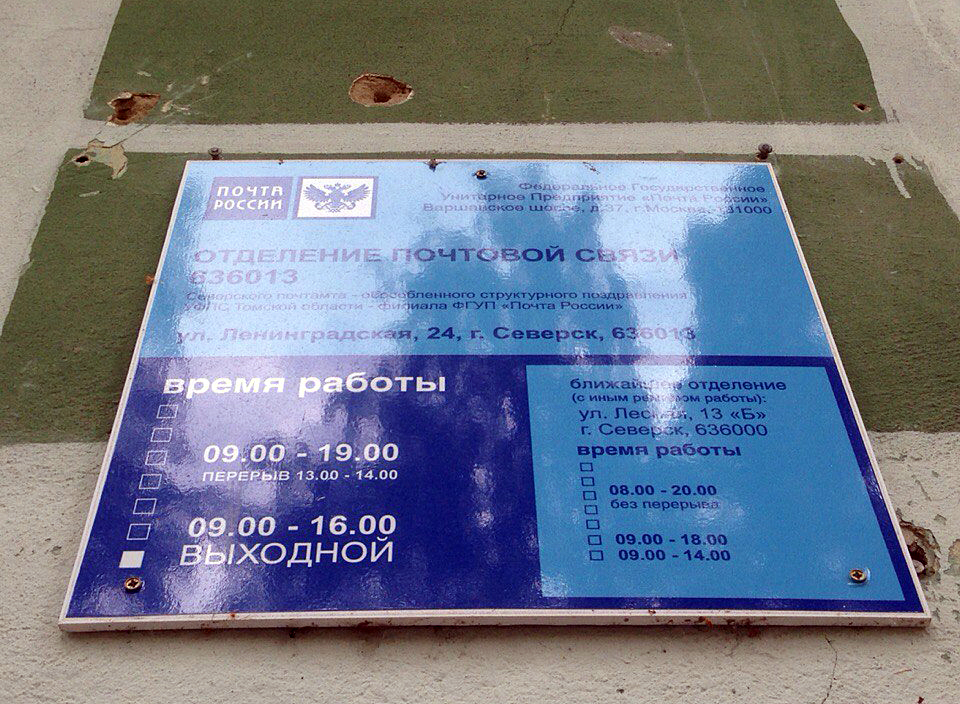 ПОЧТА
РОССИИ
Федеральное Государственное
Унитарное Предприятие «Почта России»
Варшавское шоссе, д.37, г.Москва, 131000
ОТДЕЛЕНИЕ ПОЧТОВОЙ СВЯЗИ
636013
Северского почтамта - обособленного структурного поздравления
УФПС Томской области - филиала ФГУП «Почта России»
ул. Ленинградская, 24, г. Северск, 636013
время работы
09.00 - 19.00
ПЕРЕРЫВ 13.00 - 14.00
09.00 - 16.00
ВЫХОДНОЙ
ближайшее отделение
(с иным режимом работы):
ул. Лесная, 13 «Б»
г. Северск, 636000
время работы
08.00 - 20.00
без перерыва
09.00 - 18.00
09.00 - 14.00